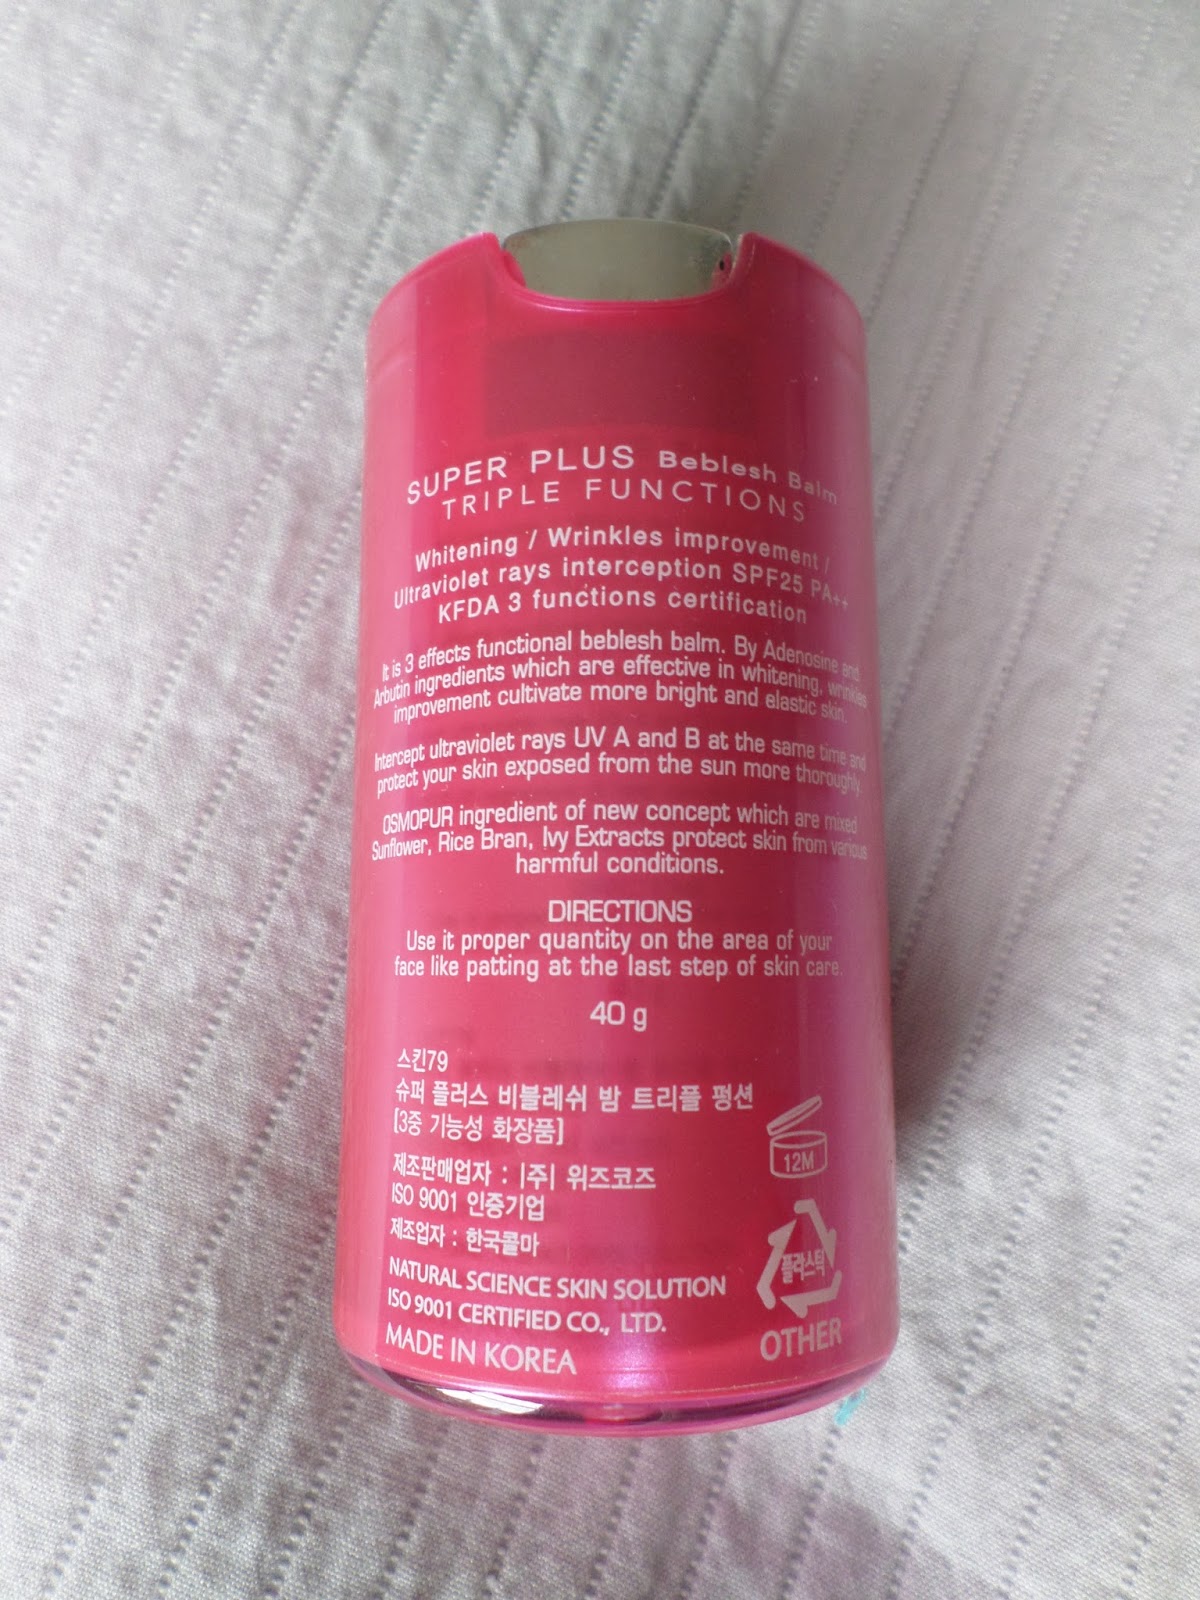 SUPER PLUS Beblesh Balm
TRIPLE FUNCTIONS
Whitening / Wrinkles improvement /
Ultraviolet rays interception SPF25 PA++
KFDA 3 functions certification
It is 3 effects functional beblesh balm. By Adenosine and
Arbutin ingredients which are effective in whitening, wrinkles
improvement cultivate more bright and elastic skin.
Intercept ultraviolet rays UV A and B at the same time and
protect your skin exposed from the sun more thoroughly.
OSMOPUR ingredient of new concept which are mixed
Sunflower, Rice Bran, Ivy Extracts protect skin from various
harmful conditions.
DIRECTIONS
Use it proper quantity on the area of your
face like patting at the last step of skin care.
40 g
스킨79
슈퍼 플러스 비블레쉬 밤 트리플 펑션
[3중 기능성 화장품]
제조판매업자 : |주| 위즈코즈
ISO 9001 인증기업
제조업자 : 한국콜마
NATURAL SCIENCE SKIN SOLUTION
ISO 9001 CERTIFIED CO., LTD.
MADE IN KOREA
12M
플라스틱
OTHER